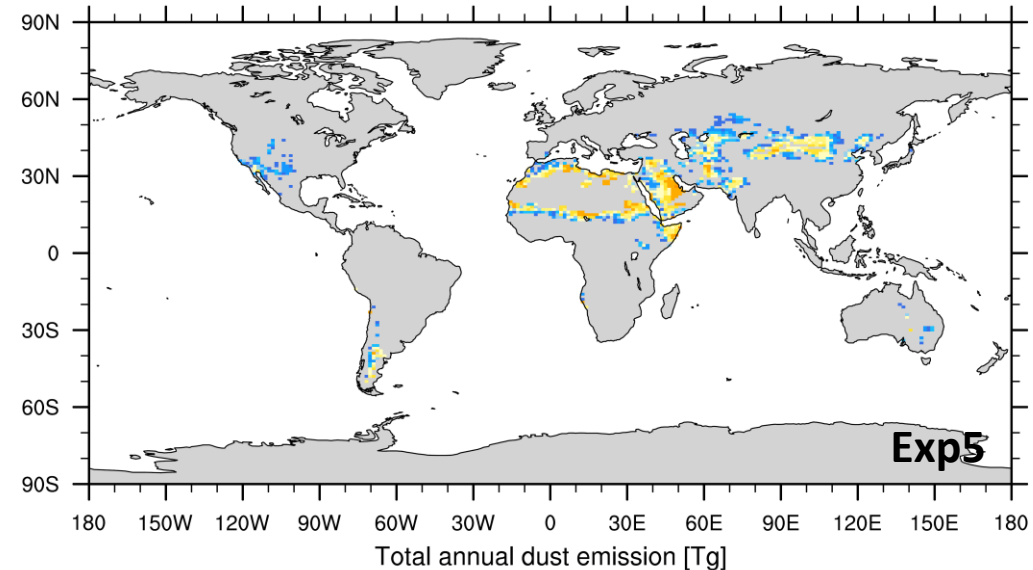 90N
60N
30N
0
30S
60S
90S
Exp5
180 150W 120W 90W 60W 30W 0 30E 60E 90E 120E 150E 180
Total annual dust emission [Tg]